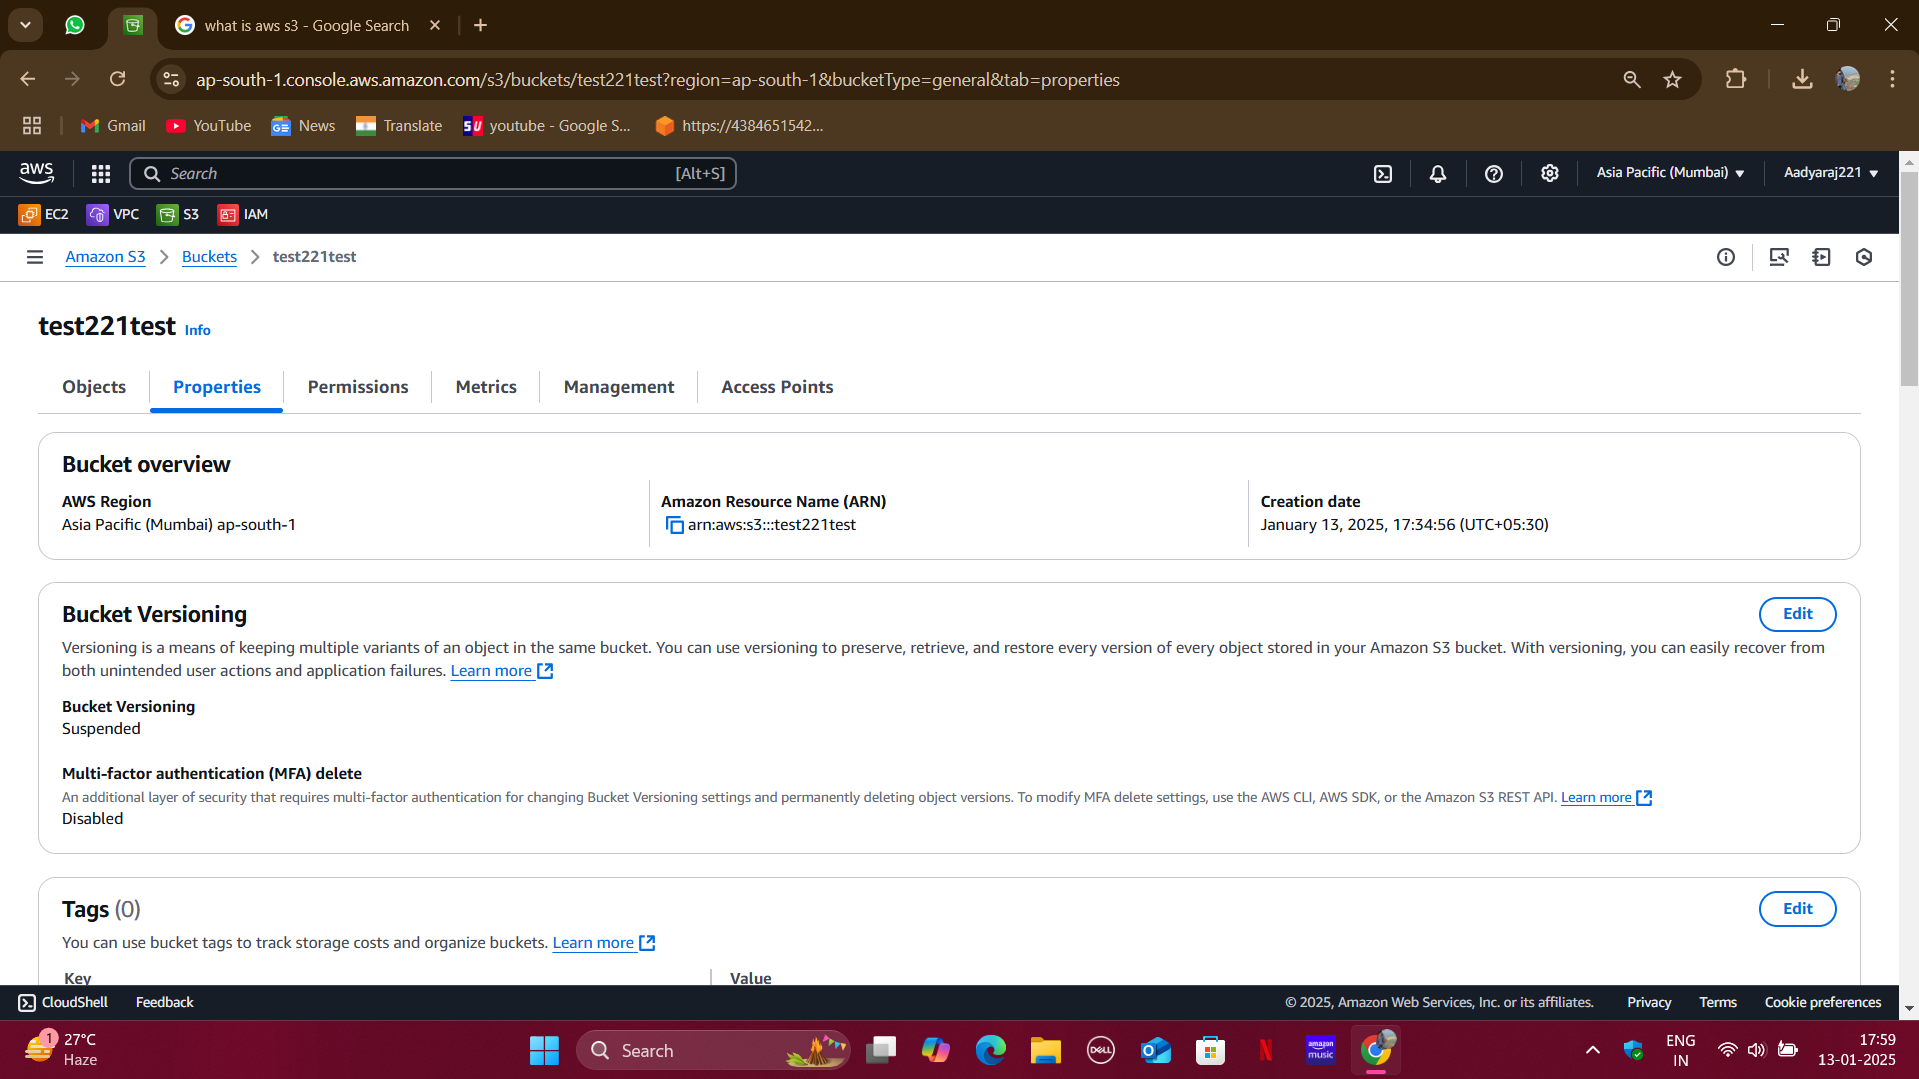 what is aws s3 - Google Search
ap-south-1.console.aws.amazon.com/s3/buckets/test221test?region=ap-south-1&bucketType=general&tab=properties
Gmail
YouTube
News
Translate
youtube - Google S...
https://4384651542...
aws
Search
[Alt+S]
Asia Pacific (Mumbai)
Aadyaraj221
EC2
VPC
S3
IAM
Amazon S3
Buckets
test221test
test221test Info
Objects
Properties
Permissions
Metrics
Management
Access Points
Bucket overview
AWS Region
Asia Pacific (Mumbai) ap-south-1
Amazon Resource Name (ARN)
arn:aws:s3:::test221test
Creation date
January 13, 2025, 17:34:56 (UTC+05:30)
Bucket Versioning
Edit
Versioning is a means of keeping multiple variants of an object in the same bucket. You can use versioning to preserve, retrieve, and restore every version of every object stored in your Amazon S3 bucket. With versioning, you can easily recover from
both unintended user actions and application failures. Learn more
Bucket Versioning
Suspended
Multi-factor authentication (MFA) delete
An additional layer of security that requires multi-factor authentication for changing Bucket Versioning settings and permanently deleting object versions. To modify MFA delete settings, use the AWS CLI, AWS SDK, or the Amazon S3 REST API. Learn more
Disabled
Tags (0)
Edit
You can use bucket tags to track storage costs and organize buckets. Learn more
Key
Value
CloudShell
Feedback
© 2025, Amazon Web Services, Inc. or its affiliates.
Privacy
Terms
Cookie preferences
1
27°C
Haze
Search
DELL
amazon
music
ENG
IN
17:59
13-01-2025